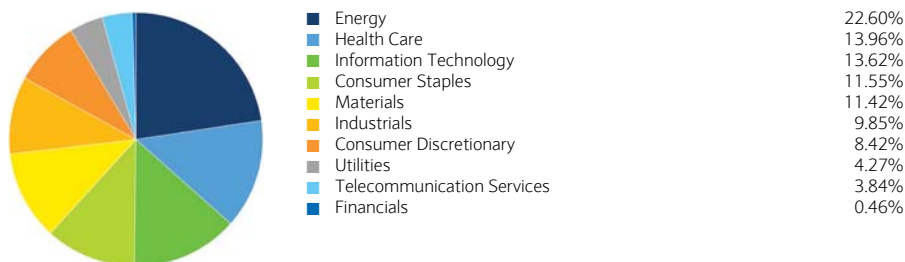 Energy 22.60%
Health Care 13.96%
Information Technology 13.62%
Consumer Staples 11.55%
Materials 11.42%
Industrials 9.85%
Consumer Discretionary 8.42%
Utilities 4.27%
Telecommunication Services 3.84%
Financials 0.46%